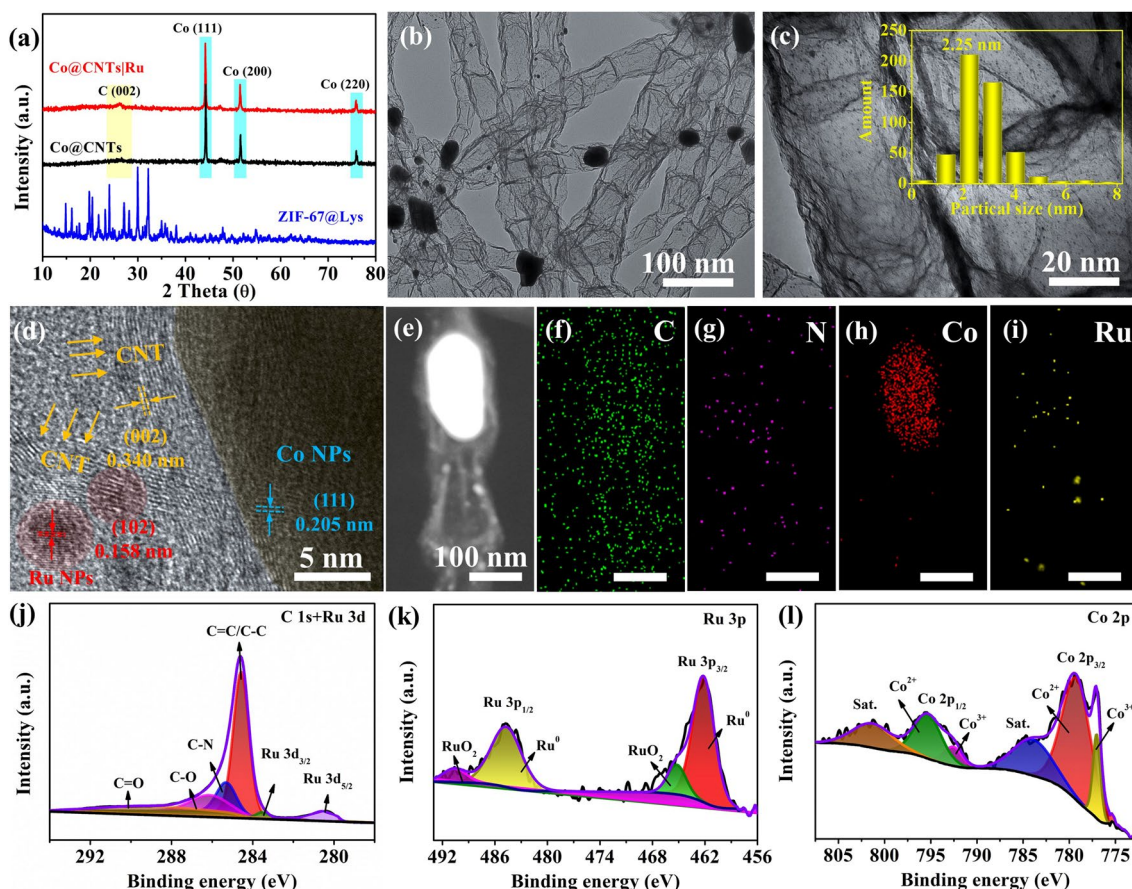 (a)
Co (111)
Co@CNTs|Ru
Co (200)
C (002)
Co (220)
Co@CNTs
ZIF-67@Lys
Intensity (a.u.)
10 20 30 40 50 60 70 80
2 Theta (θ)
(b)
100 nm
(c)
250
200
150
100
50
0
Amount
2.25 nm
0 2 4 6 8
Partical size (nm)
20 nm
(d)
CNT
(002)
0.340 nm
CNT
Co NPs
(111)
0.205 nm
(102)
0.158 nm
Ru NPs
5 nm
(e)
100 nm
(f) C
(g) N
(h) Co
(i) Ru
(j)
C 1s+Ru 3d
C=C/C-C
C-N
C-O
C=O
Ru 3d3/2
Ru 3d5/2
Intensity (a.u.)
292 288 284 280
Binding energy (eV)
(k)
Ru 3p
Ru 3p3/2
Ru 3p1/2
RuO2
Ru0
RuO2
Ru0
Intensity (a.u.)
492 486 480 474 468 462 456
Binding energy (eV)
(l)
Co 2p
Co 2p3/2
Co2+
Co2+
Co 2p1/2
Sat.
Co3+
Sat.
Co3+
Intensity (a.u.)
805 800 795 790 785 780 775
Binding energy (eV)